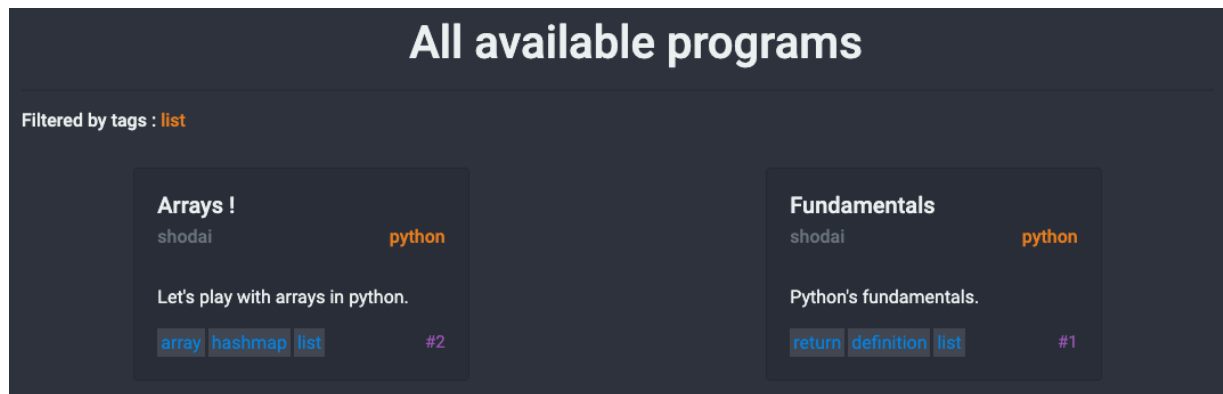 All available programs
Filtered by tags : list
Arrays !
shodai python
Let's play with arrays in python.
array hashmap list #2
Fundamentals
shodai python
Python's fundamentals.
return definition list #1